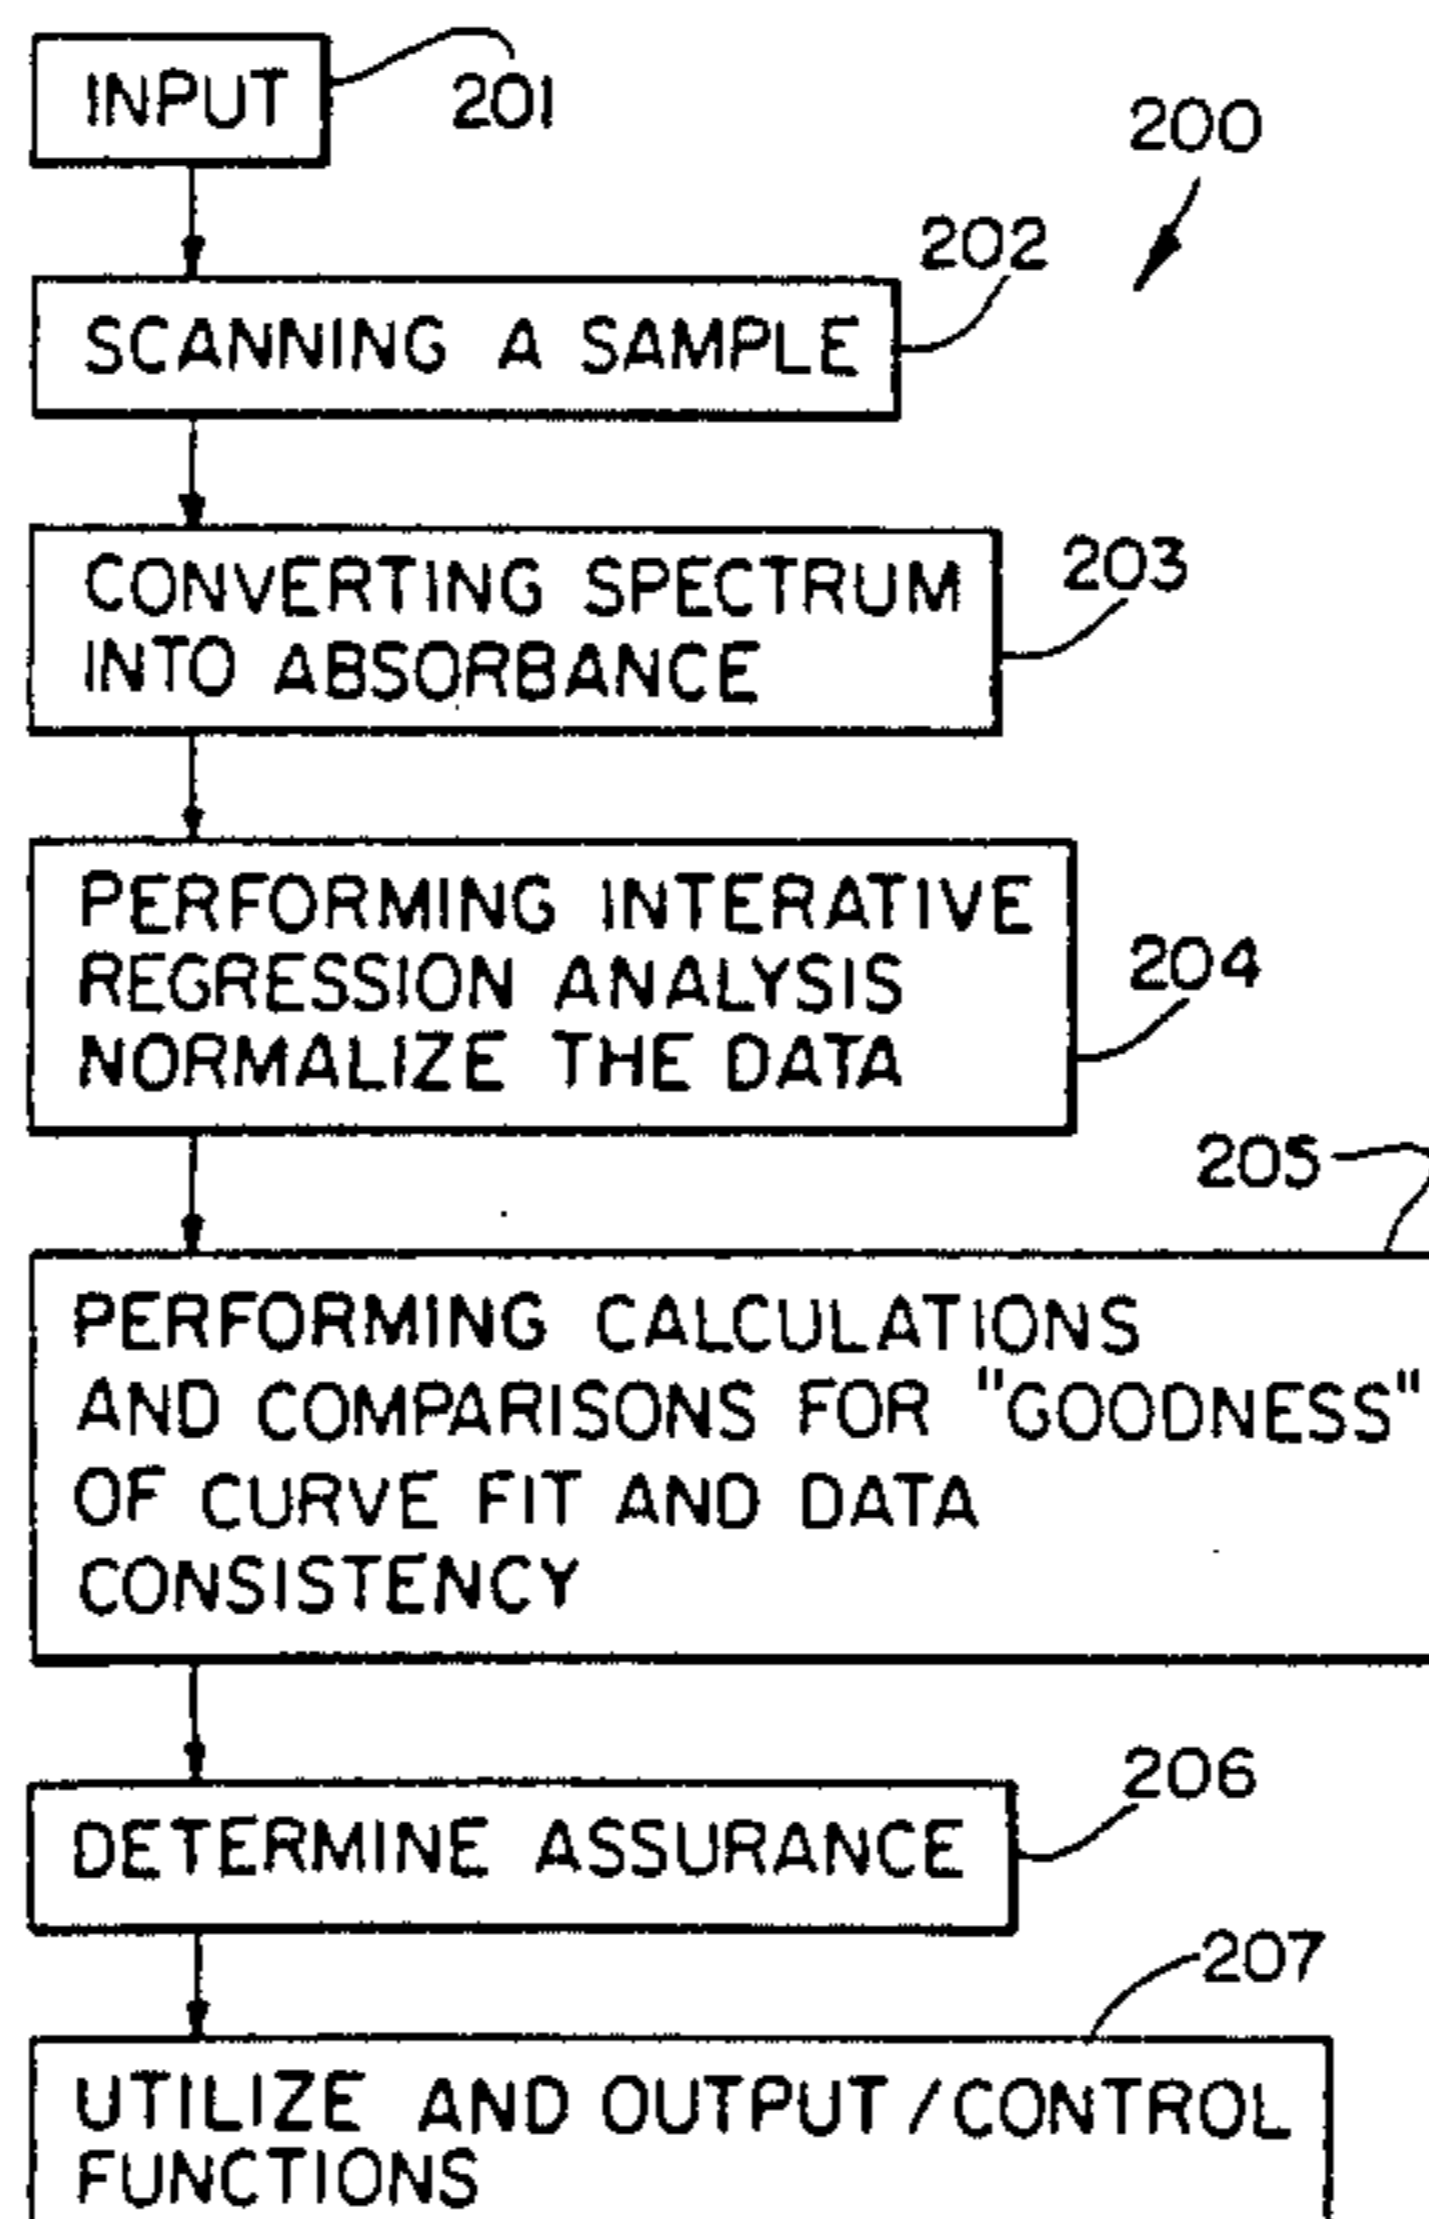 INPUT
201
200
202
SCANNING A SAMPLE
CONVERTING SPECTRUM
INTO ABSORBANCE
203
PERFORMING INTERATIVE
REGRESSION ANALYSIS
NORMALIZE THE DATA
204
205
PERFORMING CALCULATIONS
AND COMPARISONS FOR "GOODNESS"
OF CURVE FIT AND DATA
CONSISTENCY
206
DETERMINE ASSURANCE
207
UTILIZE AND OUTPUT/CONTROL
FUNCTIONS